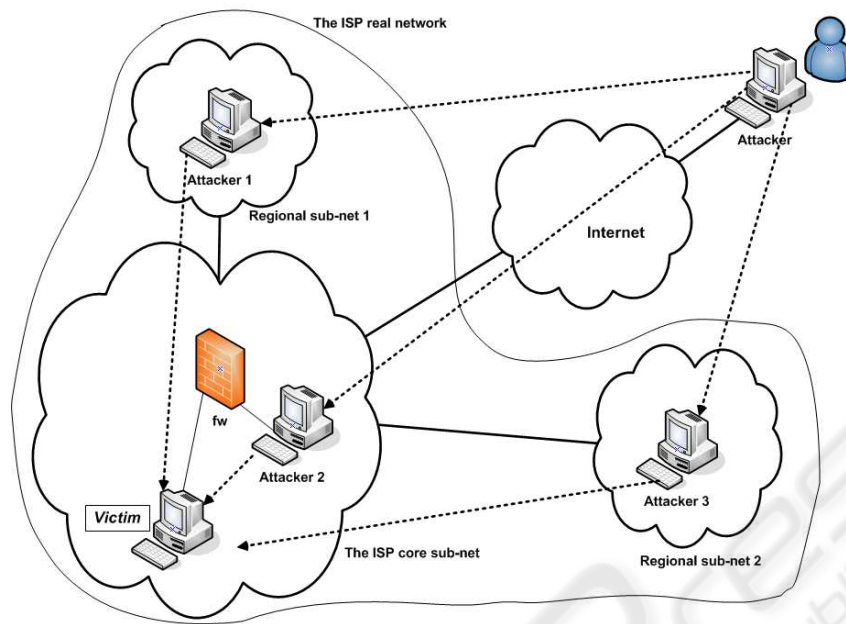 The ISP real network
Attacker
Attacker 1
Regional sub-net 1
Internet
fw
Attacker 2
Victim
Attacker 3
The ISP core sub-net
Regional sub-net 2